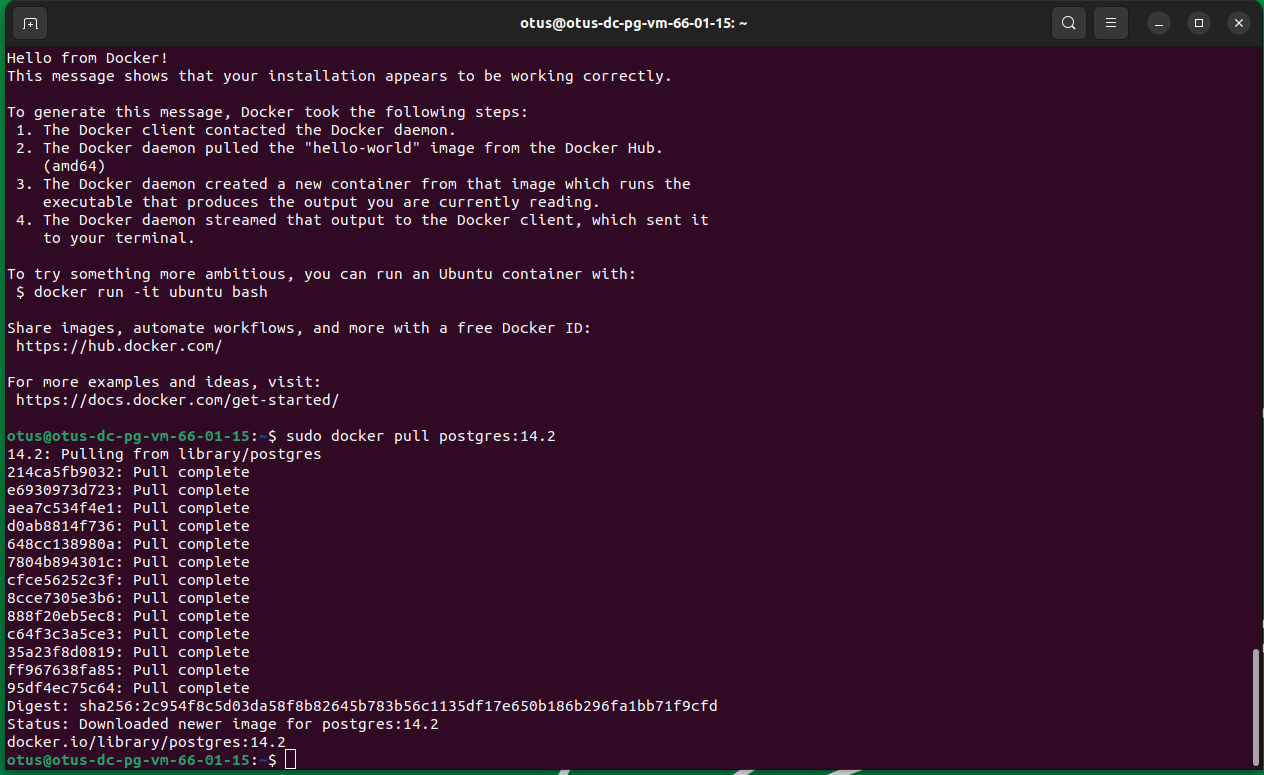 otus@otus-dc-pg-vm-66-01-15: ~
Hello from Docker!
This message shows that your installation appears to be working correctly.
To generate this message, Docker took the following steps:
 1. The Docker client contacted the Docker daemon.
 2. The Docker daemon pulled the "hello-world" image from the Docker Hub.
    (amd64)
 3. The Docker daemon created a new container from that image which runs the
    executable that produces the output you are currently reading.
 4. The Docker daemon streamed that output to the Docker client, which sent it
    to your terminal.
To try something more ambitious, you can run an Ubuntu container with:
 $ docker run -it ubuntu bash
Share images, automate workflows, and more with a free Docker ID:
 https://hub.docker.com/
For more examples and ideas, visit:
 https://docs.docker.com/get-started/
otus@otus-dc-pg-vm-66-01-15:~$ sudo docker pull postgres:14.2
14.2: Pulling from library/postgres
214ca5fb9032: Pull complete
e6930973d723: Pull complete
aea7c534f4e1: Pull complete
d0ab8814f736: Pull complete
648cc138980a: Pull complete
7804b894301c: Pull complete
cfce56252c3f: Pull complete
8cce7305e3b6: Pull complete
888f20eb5ec8: Pull complete
c64f3c3a5ce3: Pull complete
35a23f8d0819: Pull complete
ff967638fa85: Pull complete
95df4ec75c64: Pull complete
Digest: sha256:2c954f8c5d03da58f8b82645b783b56c1135df17e650b186b296fa1bb71f9cfd
Status: Downloaded newer image for postgres:14.2
docker.io/library/postgres:14.2
otus@otus-dc-pg-vm-66-01-15:~$